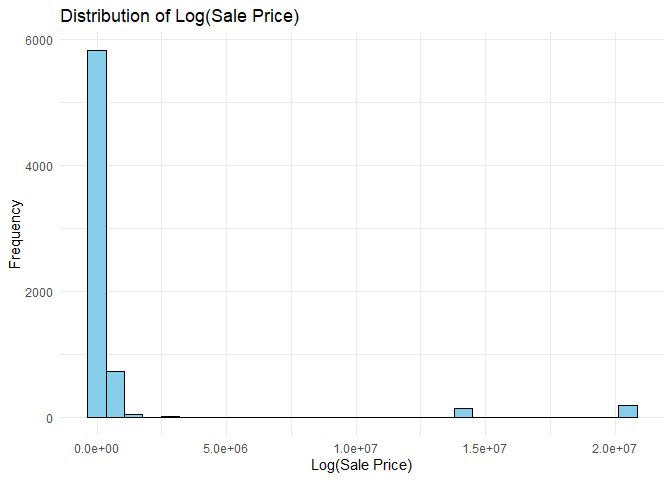 Distribution of Log(Sale Price)
6000
4000
2000
0
Frequency
0.0e+00 5.0e+06 1.0e+07 1.5e+07 2.0e+07
Log(Sale Price)